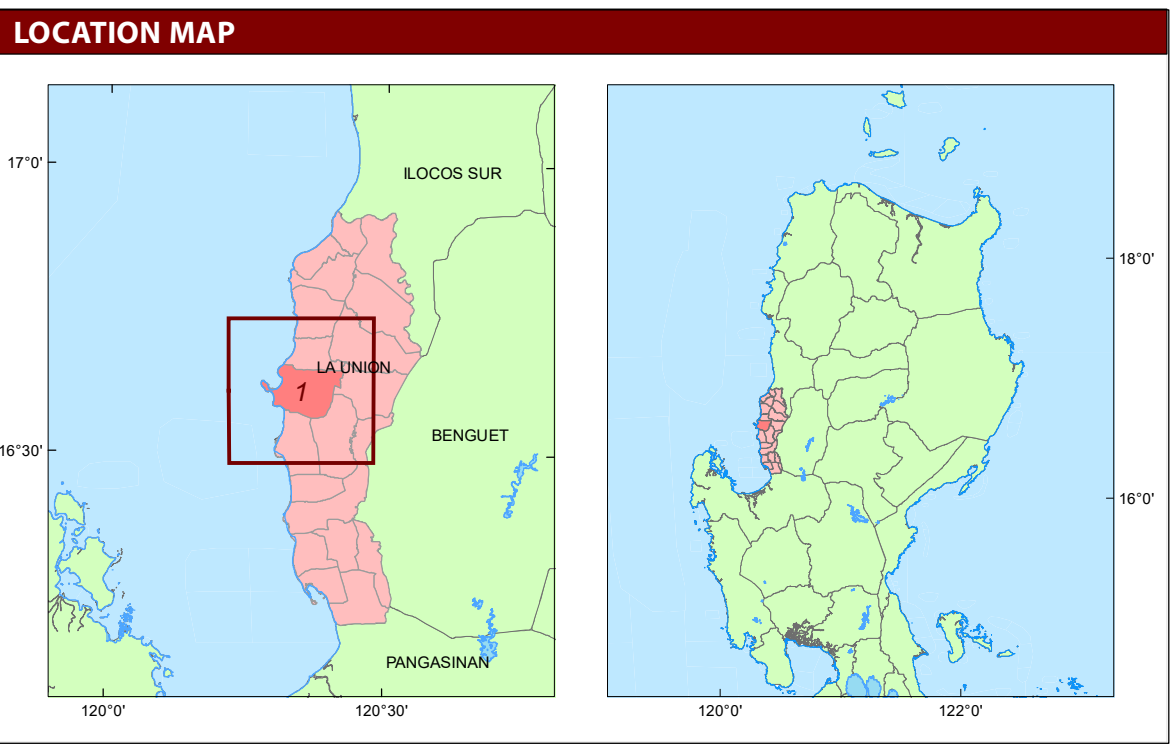 LOCATION MAP
17°0'
ILOCOS SUR
18°0'
LA UNION
1
BENGUET
16°30'
16°0'
PANGASINAN
120°0'
120°30'
120°0'
122°0'